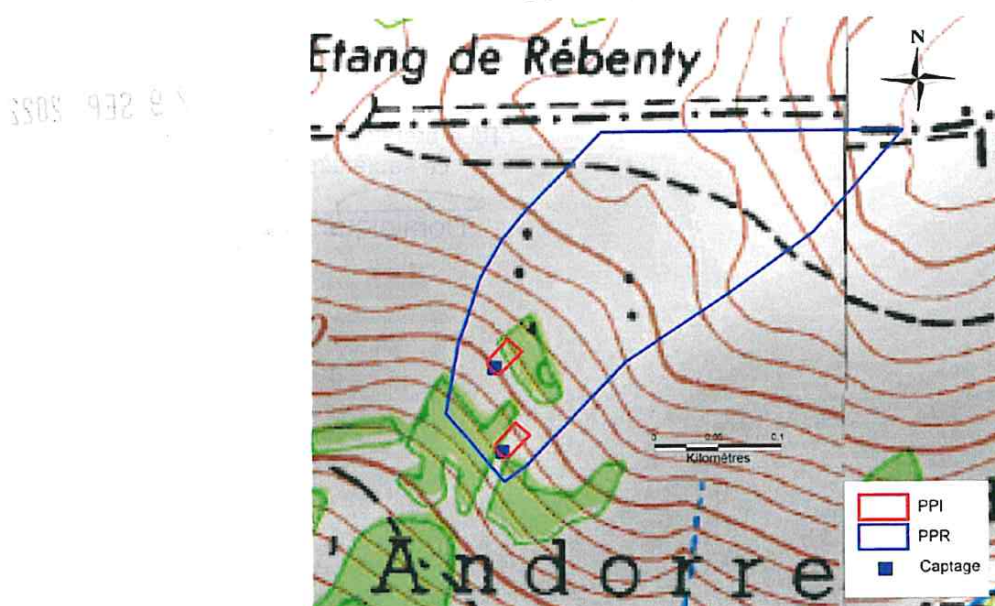 Etang de Rébenty
N
0 0.05 0.1
Kilomètres
PPI
PPR
Captage
'Andorre